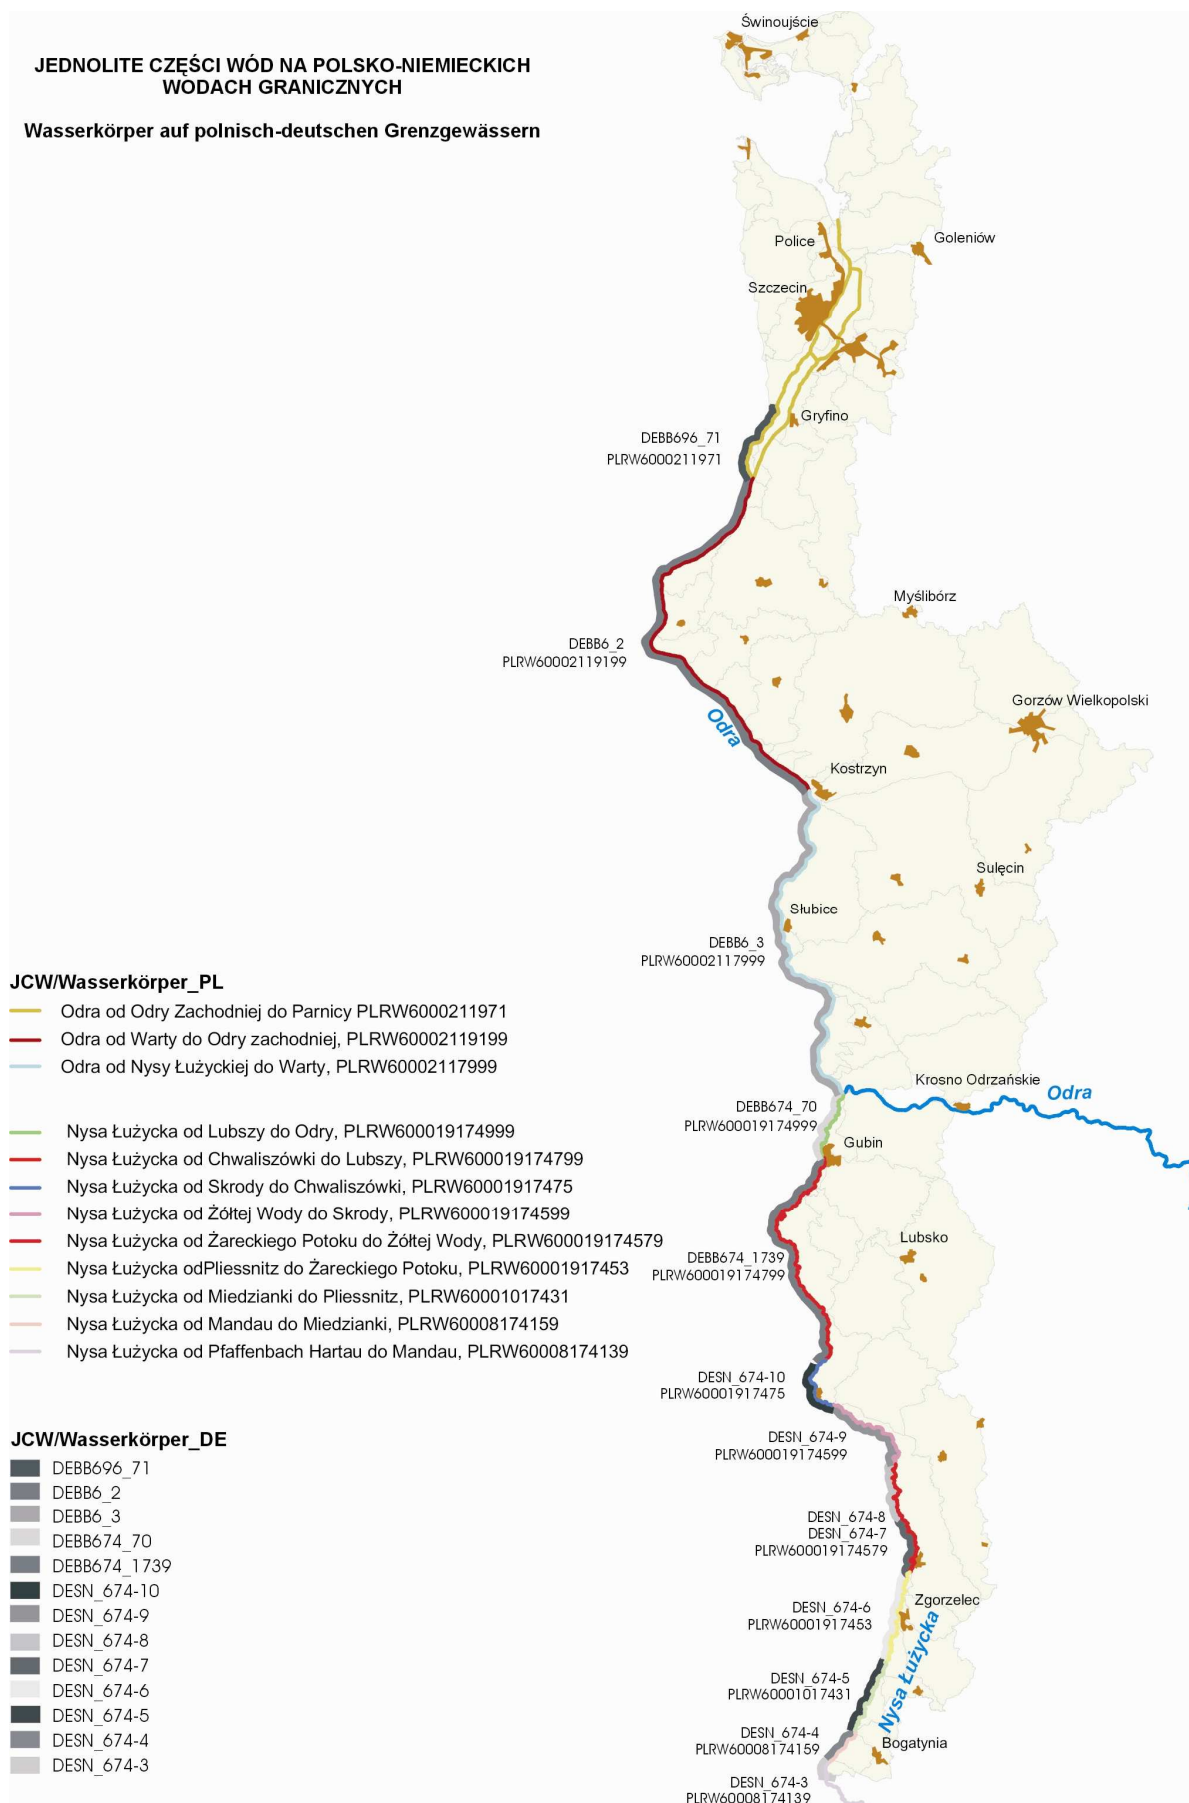 JEDNOLITE CZĘŚCI WÓD NA POLSKO-NIEMIECKICH
WODACH GRANICZNYCH
Wasserkörper auf polnisch-deutschen Grenzgewässern
Świnoujście
Police
Goleniów
Szczecin
Gryfino
DEBB696_71
PLRW6000211971
Myślibórz
DEBB6_2
PLRW60002119199
Gorzów Wielkopolski
Odra
Kostrzyn
Sulęcin
Słubice
DEBB6_3
PLRW60002117999
Krosno Odrzańskie
Odra
DEBB674_70
PLRW600019174999
Gubin
Lubsko
DEBB674_1739
PLRW600019174799
DESN_674-10
PLRW60001917475
DESN_674-9
PLRW600019174599
DESN_674-8
DESN_674-7
PLRW600019174579
Zgorzelec
DESN_674-6
PLRW60001917453
Nysa Łużycka
DESN_674-5
PLRW60001017431
DESN_674-4
PLRW60008174159
Bogatynia
DESN_674-3
PLRW60008174139
JCW/Wasserkörper_PL
Odra od Odry Zachodniej do Parnicy PLRW6000211971
Odra od Warty do Odry zachodniej, PLRW60002119199
Odra od Nysy Łużyckiej do Warty, PLRW60002117999
Nysa Łużycka od Lubszy do Odry, PLRW600019174999
Nysa Łużycka od Chwaliszówki do Lubszy, PLRW600019174799
Nysa Łużycka od Skrody do Chwaliszówki, PLRW60001917475
Nysa Łużycka od Żółtej Wody do Skrody, PLRW600019174599
Nysa Łużycka od Żareckiego Potoku do Żółtej Wody, PLRW600019174579
Nysa Łużycka odPliessnitz do Żareckiego Potoku, PLRW60001917453
Nysa Łużycka od Miedzianki do Pliessnitz, PLRW60001017431
Nysa Łużycka od Mandau do Miedzianki, PLRW60008174159
Nysa Łużycka od Pfaffenbach Hartau do Mandau, PLRW60008174139
JCW/Wasserkörper_DE
DEBB696_71
DEBB6_2
DEBB6_3
DEBB674_70
DEBB674_1739
DESN_674-10
DESN_674-9
DESN_674-8
DESN_674-7
DESN_674-6
DESN_674-5
DESN_674-4
DESN_674-3